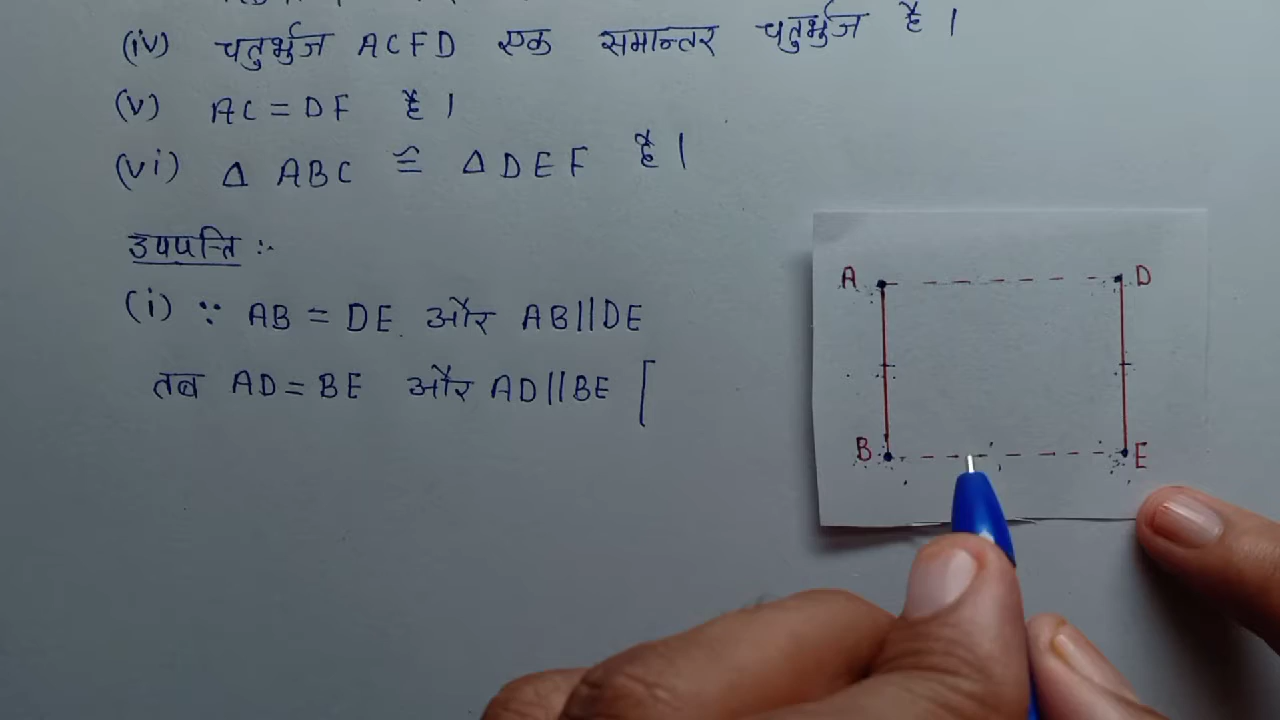 (iv) चतुर्भुज ACFD एक समान्तर चतुर्भुज है।
(v) AC = DF है।
(vi) Δ ABC ≅ Δ DEF है।
उपपत्ति :-
(i) ∵ AB = DE और AB||DE
तब AD = BE और AD||BE [
A D
B E